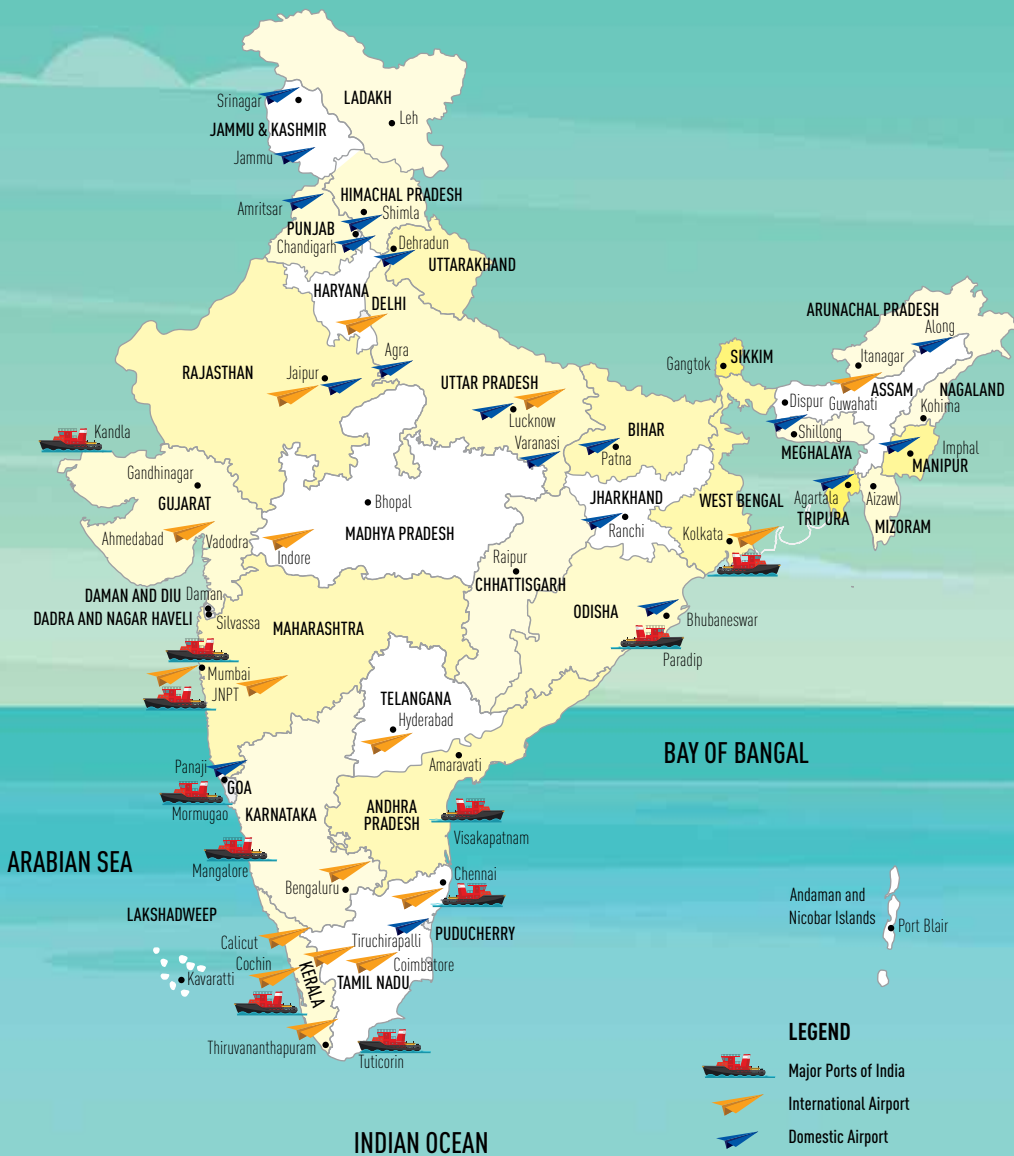 LADAKH
Srinagar
Leh
JAMMU & KASHMIR
Jammu
HIMACHAL PRADESH
Amritsar
Shimla
PUNJAB
Chandigarh
Dehradun
UTTARAKHAND
HARYANA
DELHI
ARUNACHAL PRADESH
Along
Agra
SIKKIM
Gangtok
Itanagar
RAJASTHAN
Jaipur
UTTAR PRADESH
ASSAM
NAGALAND
Dispur
Guwahati
Kohima
Lucknow
Kandla
BIHAR
Shillong
Varanasi
Patna
MEGHALAYA
Imphal
MANIPUR
Gandhinagar
JHARKHAND
WEST BENGAL
Agartala
Aizawl
GUJARAT
Bhopal
TRIPURA
MIZORAM
MADHYA PRADESH
Ranchi
Kolkata
Ahmedabad
Vadodra
Indore
Raipur
CHHATTISGARH
DAMAN AND DIU
Daman
DADRA AND NAGAR HAVELI
Silvassa
MAHARASHTRA
ODISHA
Bhubaneswar
Paradip
Mumbai
JNPT
TELANGANA
Hyderabad
BAY OF BANGAL
Amaravati
Panaji
GOA
Mormugao
KARNATAKA
ANDHRA
PRADESH
Visakapatnam
ARABIAN SEA
Mangalore
Bengaluru
Chennai
Andaman and
Nicobar Islands
Port Blair
LAKSHADWEEP
PUDUCHERRY
Calicut
Tiruchirapalli
Cochin
Coimbatore
Kavaratti
KERALA
TAMIL NADU
Thiruvananthapuram
Tuticorin
LEGEND
Major Ports of India
International Airport
Domestic Airport
INDIAN OCEAN